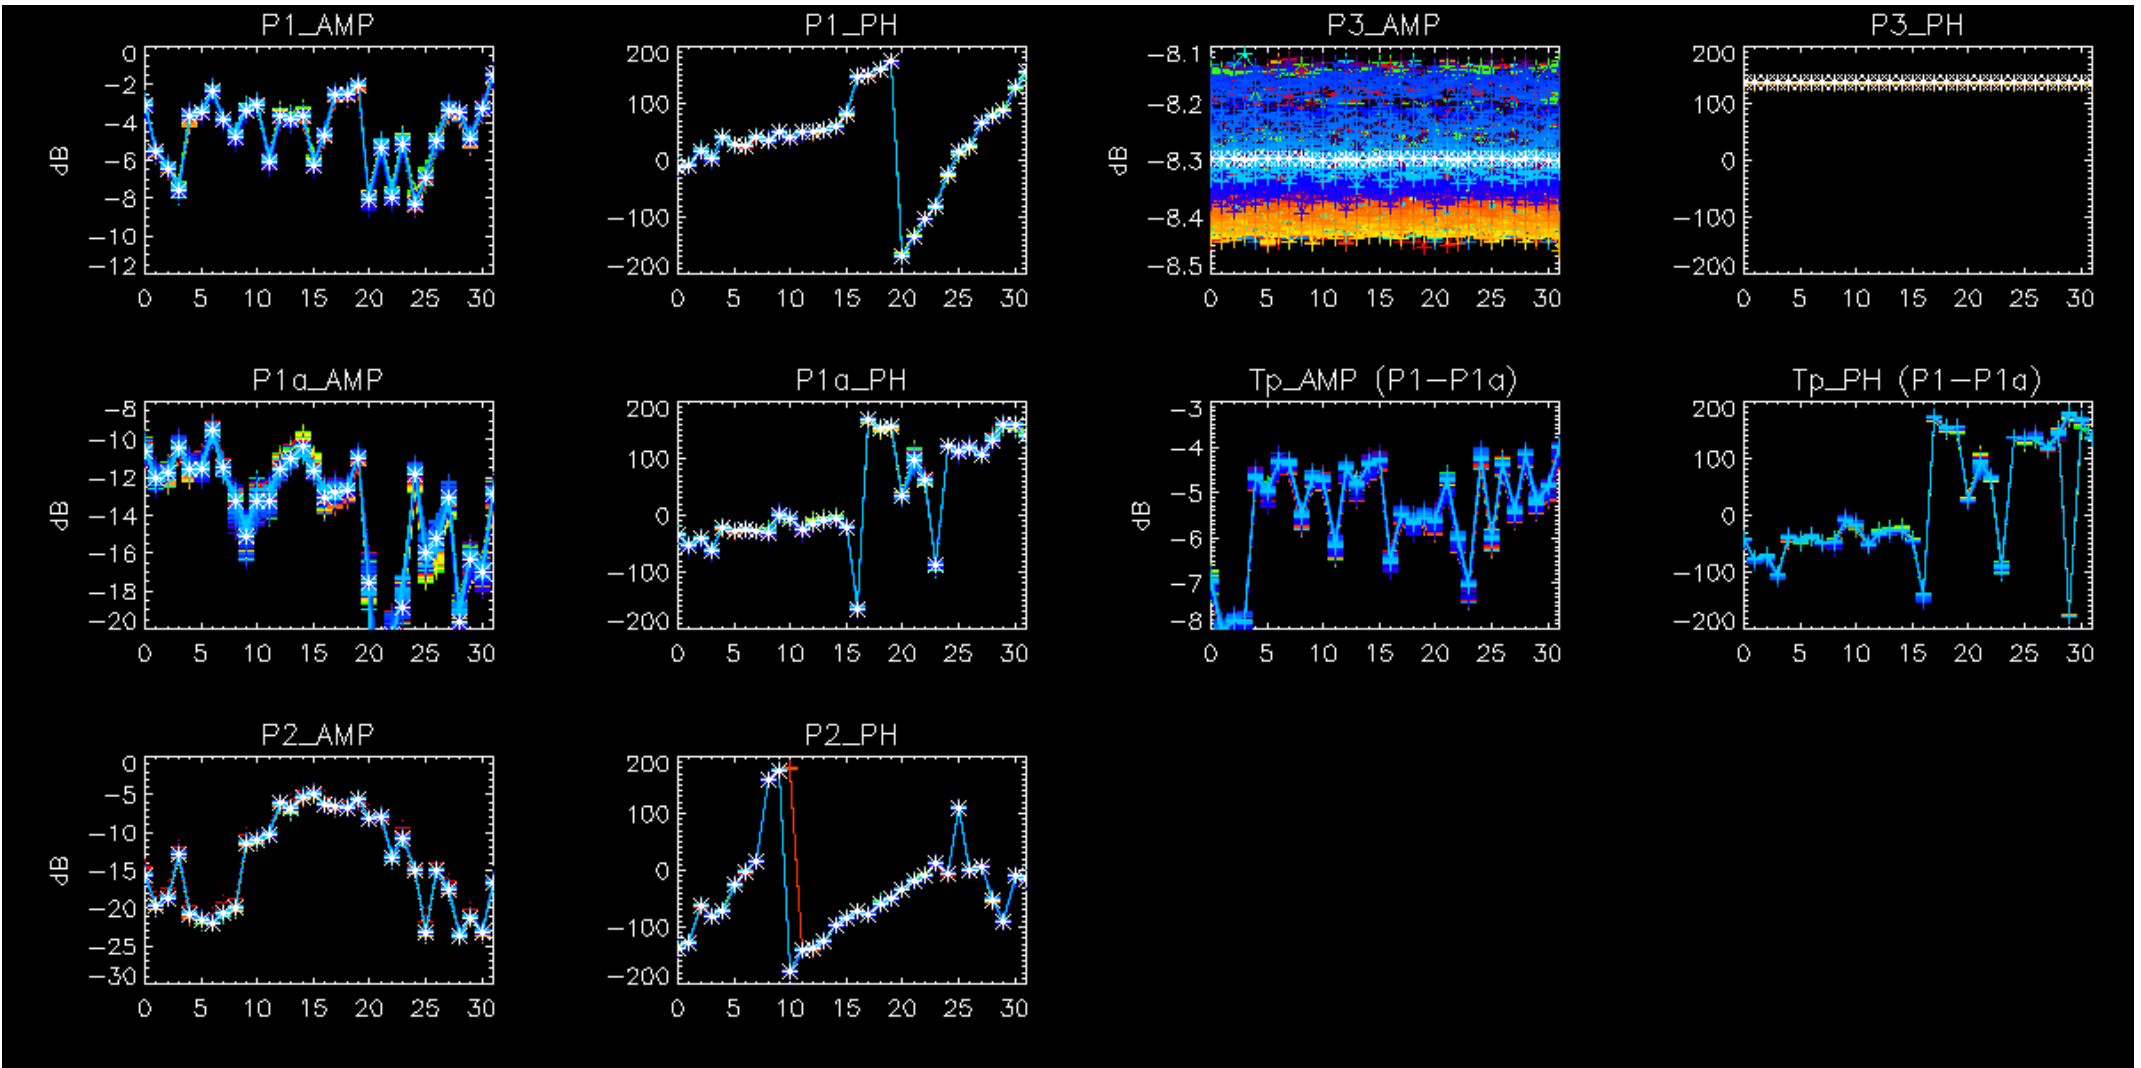 P1_AMP
P1_PH
P3_AMP
P3_PH
dB
0
-2
-4
-6
-8
-10
-12
0 5 10 15 20 25 30
200
100
0
-100
-200
0 5 10 15 20 25 30
dB
-8.1
-8.2
-8.3
-8.4
-8.5
0 5 10 15 20 25 30
200
100
0
-100
-200
0 5 10 15 20 25 30
P1a_AMP
P1a_PH
Tp_AMP (P1-P1a)
Tp_PH (P1-P1a)
dB
-8
-10
-12
-14
-16
-18
-20
0 5 10 15 20 25 30
200
100
0
-100
-200
0 5 10 15 20 25 30
dB
-3
-4
-5
-6
-7
-8
0 5 10 15 20 25 30
200
100
0
-100
-200
0 5 10 15 20 25 30
P2_AMP
P2_PH
dB
0
-5
-10
-15
-20
-25
-30
0 5 10 15 20 25 30
200
100
0
-100
-200
0 5 10 15 20 25 30